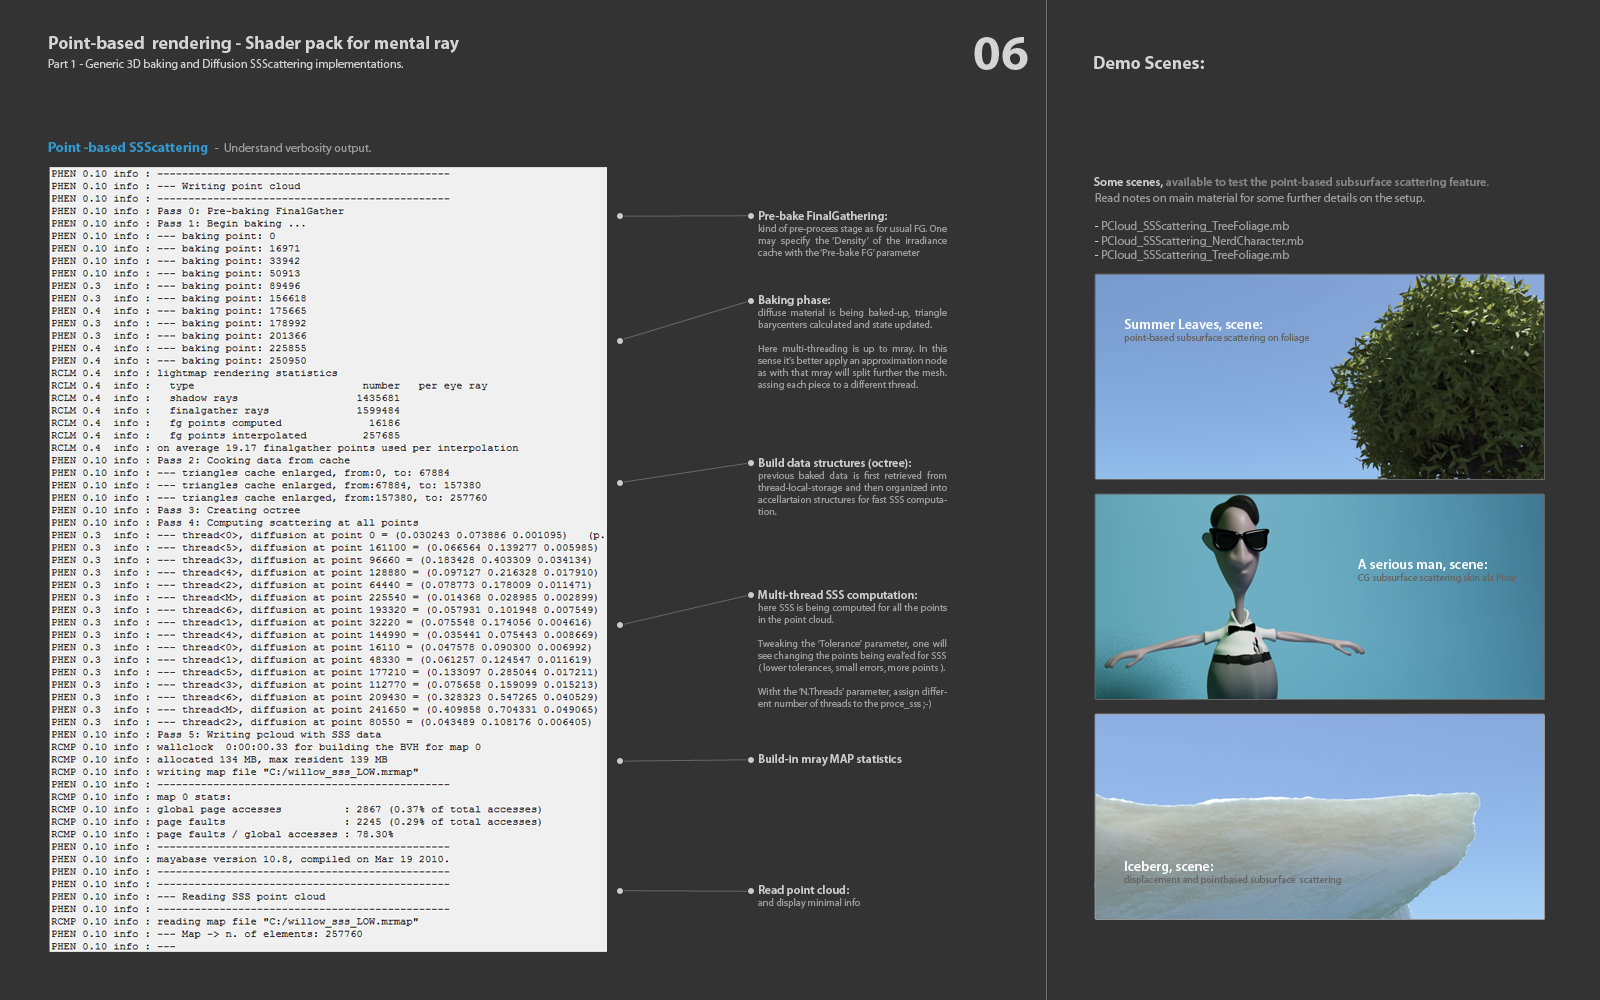 Point-based  rendering - Shader pack for mental ray
Part 1 - Generic 3D baking and Diffusion SSScattering implementations.
06
Point -based SSScattering  -  Understand verbosity output.
PHEN 0.10 info : -----------------------------------------------
PHEN 0.10 info : --- Writing point cloud
PHEN 0.10 info : -----------------------------------------------
PHEN 0.10 info : Pass 0: Pre-baking FinalGather
PHEN 0.10 info : Pass 1: Begin baking ...
PHEN 0.10 info : --- baking point: 0
PHEN 0.10 info : --- baking point: 16971
PHEN 0.10 info : --- baking point: 33942
PHEN 0.10 info : --- baking point: 50913
PHEN 0.3  info : --- baking point: 89496
PHEN 0.3  info : --- baking point: 156618
PHEN 0.4  info : --- baking point: 175665
PHEN 0.3  info : --- baking point: 178992
PHEN 0.3  info : --- baking point: 201366
PHEN 0.4  info : --- baking point: 225855
PHEN 0.4  info : --- baking point: 250950
RCLM 0.4  info : lightmap rendering statistics
RCLM 0.4  info :   type                           number   per eye ray
RCLM 0.4  info :   shadow rays                   1435681
RCLM 0.4  info :   finalgather rays              1599484
RCLM 0.4  info :   fg points computed              16186
RCLM 0.4  info :   fg points interpolated         257685
RCLM 0.4  info : on average 19.17 finalgather points used per interpolation
PHEN 0.10 info : Pass 2: Cooking data from cache
PHEN 0.10 info : --- triangles cache enlarged, from:0, to: 67884
PHEN 0.10 info : --- triangles cache enlarged, from:67884, to: 157380
PHEN 0.10 info : --- triangles cache enlarged, from:157380, to: 257760
PHEN 0.10 info : Pass 3: Creating octree
PHEN 0.10 info : Pass 4: Computing scattering at all points
PHEN 0.3  info : --- thread<0>, diffusion at point 0 = (0.030243 0.073886 0.001095)   (p.
PHEN 0.3  info : --- thread<5>, diffusion at point 161100 = (0.066564 0.139277 0.005985)
PHEN 0.3  info : --- thread<3>, diffusion at point 96660 = (0.183428 0.403309 0.034134)
PHEN 0.3  info : --- thread<4>, diffusion at point 128880 = (0.097127 0.216328 0.017910)
PHEN 0.3  info : --- thread<2>, diffusion at point 64440 = (0.078773 0.178009 0.011471)
PHEN 0.3  info : --- thread<M>, diffusion at point 225540 = (0.014368 0.028985 0.002899)
PHEN 0.3  info : --- thread<6>, diffusion at point 193320 = (0.057931 0.101948 0.007549)
PHEN 0.3  info : --- thread<1>, diffusion at point 32220 = (0.075548 0.174056 0.004616)
PHEN 0.3  info : --- thread<4>, diffusion at point 144990 = (0.035441 0.075443 0.008669)
PHEN 0.3  info : --- thread<0>, diffusion at point 16110 = (0.047578 0.090300 0.006992)
PHEN 0.3  info : --- thread<1>, diffusion at point 48330 = (0.061257 0.124547 0.011619)
PHEN 0.3  info : --- thread<5>, diffusion at point 177210 = (0.133097 0.285044 0.017211)
PHEN 0.3  info : --- thread<3>, diffusion at point 112770 = (0.075658 0.159099 0.015213)
PHEN 0.3  info : --- thread<6>, diffusion at point 209430 = (0.328323 0.547265 0.040529)
PHEN 0.3  info : --- thread<M>, diffusion at point 241650 = (0.409858 0.704331 0.049065)
PHEN 0.3  info : --- thread<2>, diffusion at point 80550 = (0.043489 0.108176 0.006405)
PHEN 0.10 info : Pass 5: Writing pcloud with SSS data
RCMP 0.10 info : wallclock  0:00:00.33 for building the BVH for map 0
RCMP 0.10 info : allocated 134 MB, max resident 139 MB
RCMP 0.10 info : writing map file "C:/willow_sss_LOW.mrmap"
PHEN 0.10 info : -----------------------------------------------
RCMP 0.10 info : map 0 stats:
RCMP 0.10 info : global page accesses          : 2867 (0.37% of total accesses)
RCMP 0.10 info : page faults                   : 2245 (0.29% of total accesses)
RCMP 0.10 info : page faults / global accesses : 78.30%
PHEN 0.10 info : -----------------------------------------------
PHEN 0.10 info : mayabase version 10.8, compiled on Mar 19 2010.
PHEN 0.10 info : -----------------------------------------------
PHEN 0.10 info : -----------------------------------------------
PHEN 0.10 info : --- Reading SSS point cloud
PHEN 0.10 info : -----------------------------------------------
RCMP 0.10 info : reading map file "C:/willow_sss_LOW.mrmap"
PHEN 0.10 info : --- Map -> n. of elements: 257760
PHEN 0.10 info : ---
Pre-bake FinalGathering:
kind of pre-process stage as for usual FG. One
may specify the 'Density' of the irradiance
cache with the 'Pre-bake FG' parameter
Baking phase:
diffuse material is being baked-up, triangle
barycenters calculated and state updated.
Here multi-threading is up to mray. In this
sense it's better apply an approximation node
as with that mray will split further the mesh.
assing each piece to a different thread.
Build data structures (octree):
previous baked data is first retrieved from
thread-local-storage and then organized into
accellartaion structures for fast SSS computa-
tion.
Multi-thread SSS computation:
here SSS is being computed for all the points
in the point cloud.
Tweaking the 'Tolerance' parameter, one will
see changing the points being eval'ed for SSS
( lower tolerances, small errors, more points ).
Witht the 'N.Threads' parameter, assign differ-
ent number of threads to the proce_sss ;-)
Build-in mray MAP statistics
Read point cloud:
and display minimal info
Demo Scenes:
Some scenes, available to test the point-based subsurface scattering feature.
Read notes on main material for some further details on the setup.
- PCloud_SSScattering_TreeFoliage.mb
- PCloud_SSScattering_NerdCharacter.mb
- PCloud_SSScattering_TreeFoliage.mb
Summer Leaves, scene:
point-based subsurface scattering on foliage
A serious man, scene:
CG subsurface scattering skin ala Pixar
Iceberg, scene:
displacement and pointbased subsurface  scattering